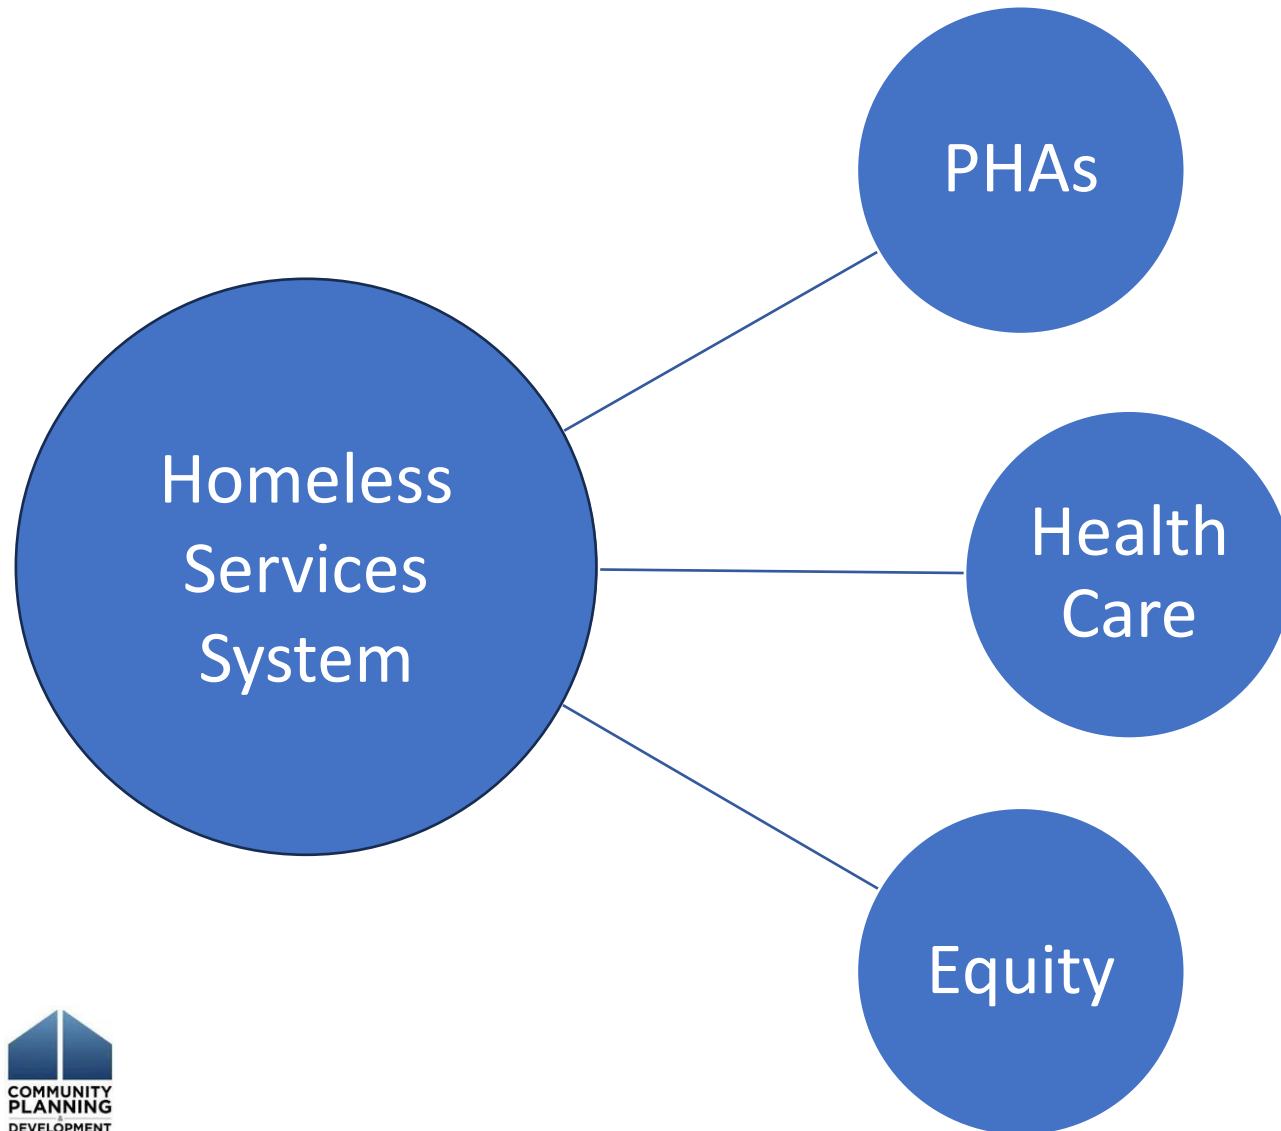 PHAs
Homeless
Services
System
Health
Care
Equity
COMMUNITY
PLANNING
&
DEVELOPMENT